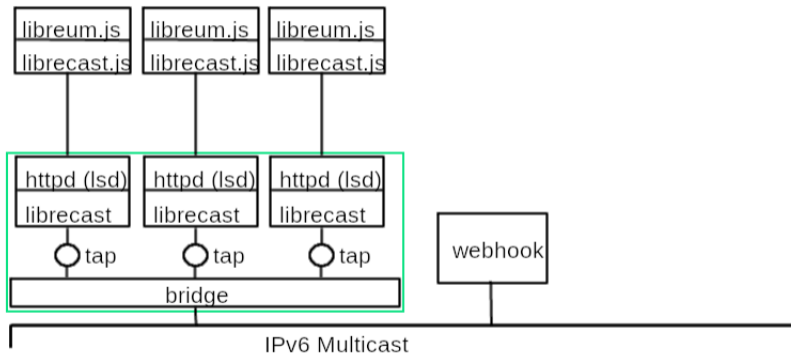 libreum.js libreum.js libreum.js
librecast.js librecast.js librecast.js
httpd (lsd) httpd (lsd) httpd (lsd)
librecast librecast librecast
webhook
tap tap tap
bridge
IPv6 Multicast